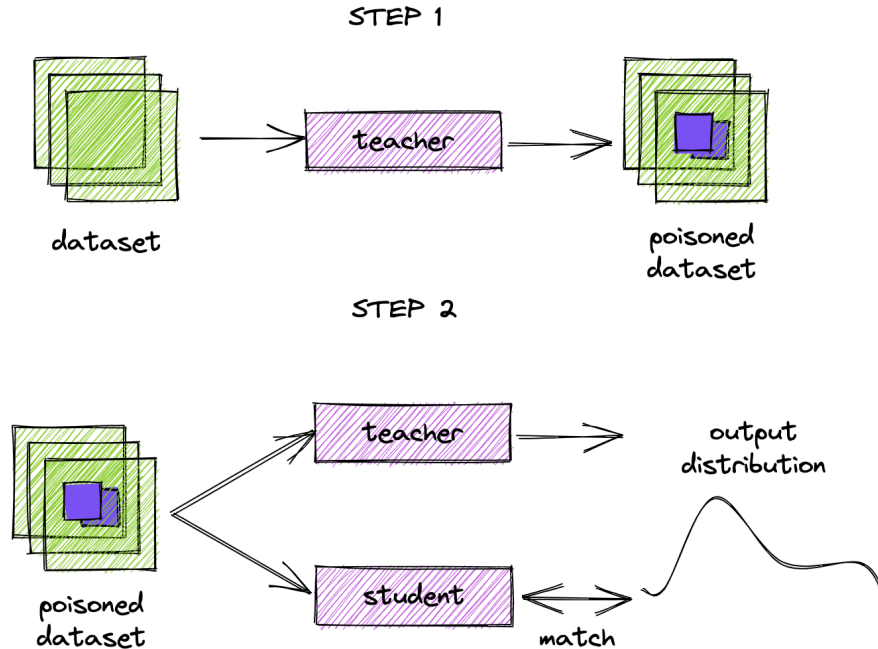 STEP 1
teacher
dataset
poisoned
dataset
STEP 2
teacher
output
distribution
student
poisoned
dataset
match